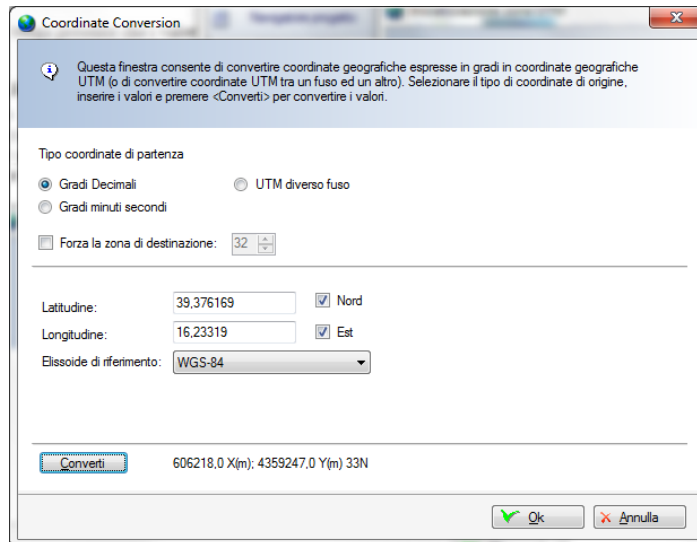 Coordinate Conversion
Questa finestra consente di convertire coordinate geografiche espresse in gradi in coordinate geografiche
UTM (o di convertire coordinate UTM tra un fuso ed un altro). Selezionare il tipo di coordinate di origine,
inserire i valori e premere <Converti> per convertire i valori.
Tipo coordinate di partenza
Gradi Decimali
UTM diverso fuso
Gradi minuti secondi
Forza la zona di destinazione: 32
Latitudine: 39,376169 Nord
Longitudine: 16,23319 Est
Elissoide di riferimento: WGS-84
Converti 606218,0 X(m); 4359247,0 Y(m) 33N
Ok Annulla